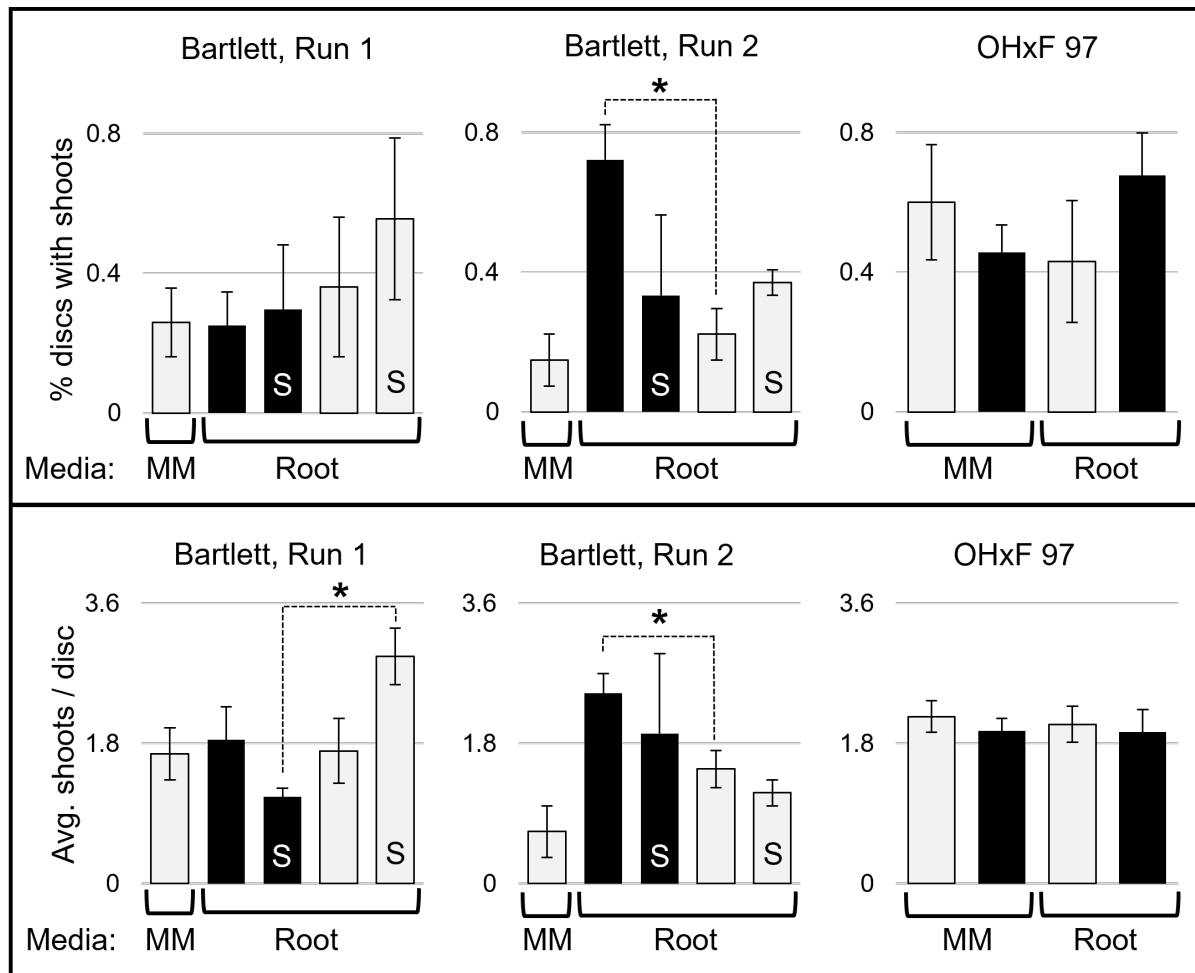 Bartlett, Run 1
Bartlett, Run 2
OHxF 97
% discs with shoots
0.8
0.4
0
S
S
0.8
0.4
0
*
S
0.8
0.4
0
Media: MM Root
MM Root
MM Root
Bartlett, Run 1
Bartlett, Run 2
OHxF 97
Avg. shoots / disc
3.6
1.8
0
*
S
S
3.6
1.8
0
*
S
S
3.6
1.8
0
Media: MM Root
MM Root
MM Root